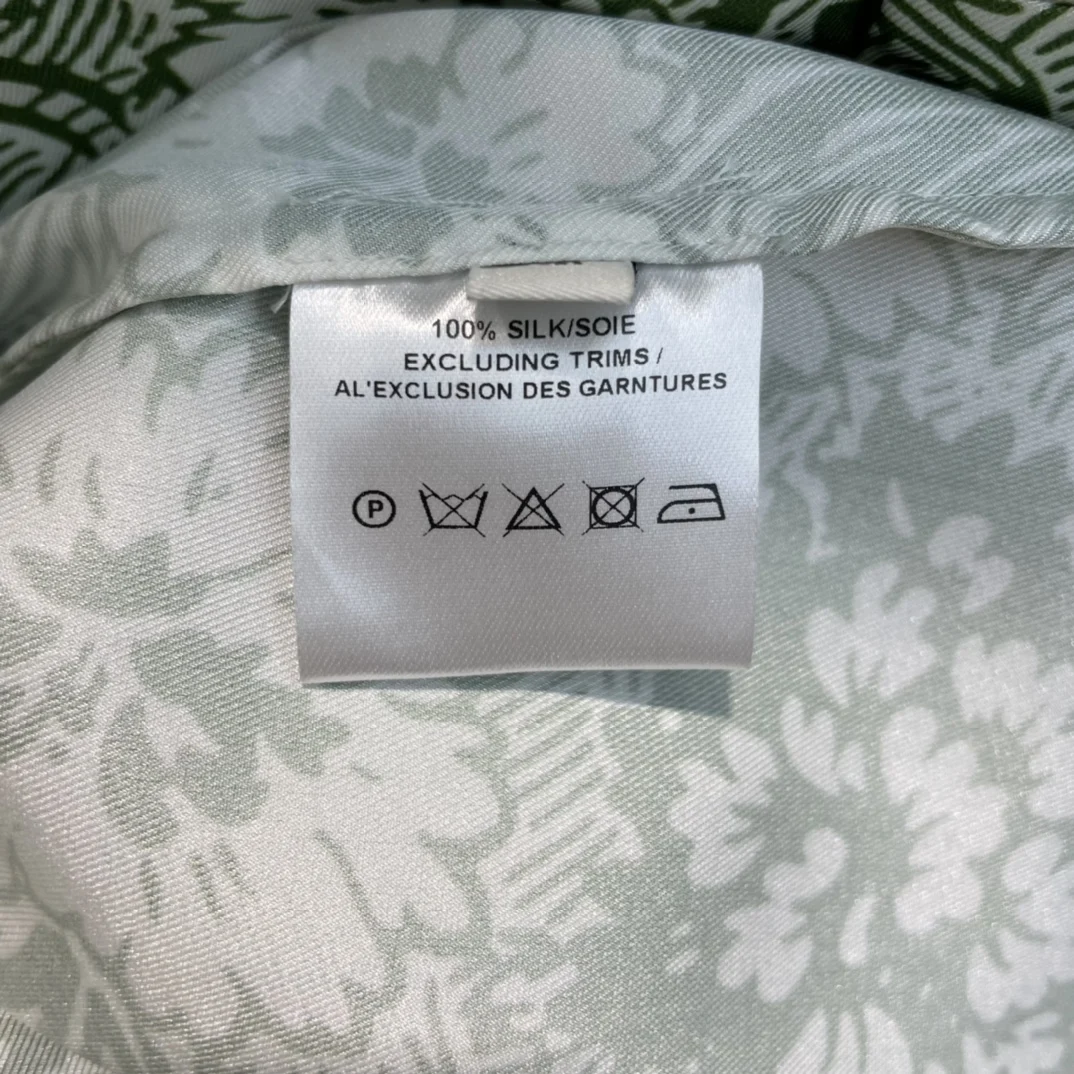 100% SILK/SOIE
EXCLUDING TRIMS /
AL'EXCLUSION DES GARNTURES
P